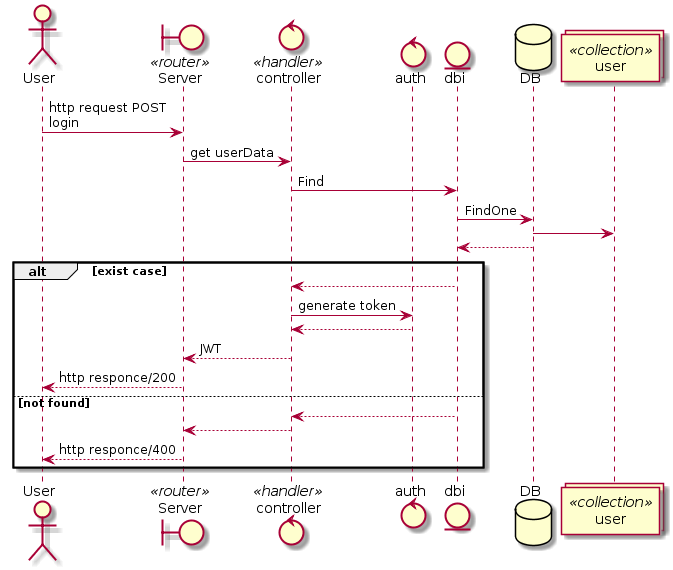 User
«router»
Server
«handler»
controller
auth
dbi
DB
«collection»
user
http request POST
login
get userData
Find
FindOne
alt
[exist case]
generate token
JWT
http responce/200
[not found]
http responce/400
User
«router»
Server
«handler»
controller
auth
dbi
DB
«collection»
user